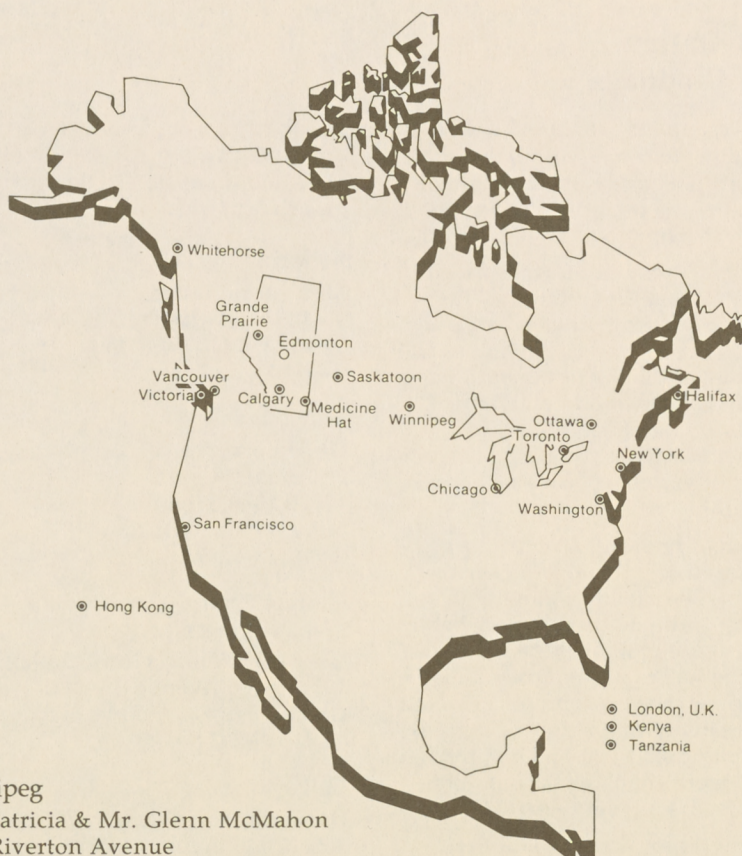 Whitehorse
Grande
Prairie
Edmonton
Vancouver
Saskatoon
Victoria
Calgary
Medicine
Hat
Winnipeg
Halifax
Ottawa
Toronto
New York
Chicago
Washington
San Francisco
Hong Kong
London, U.K.
Kenya
Tanzania
ipeg
atricia & Mr. Glenn McMahon
Riverton Avenue